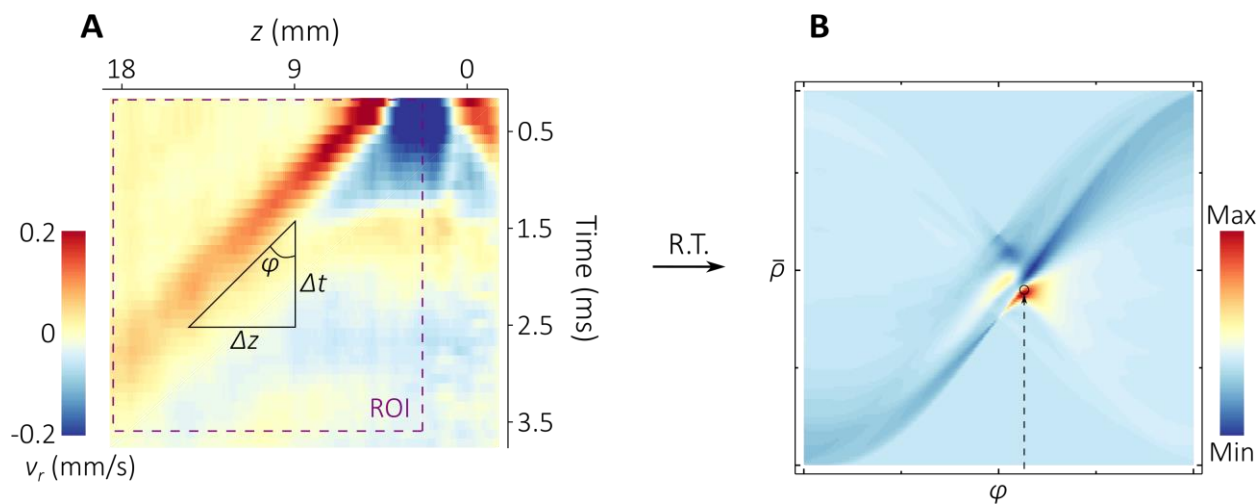 A
z (mm)
18 9 0
0.5
1.5
2.5
3.5
Time (ms)
φ
Δt
Δz
ROI
0.2
0
-0.2
v_r (mm/s)
R.T.
B
ρ̄
φ
Max
Min